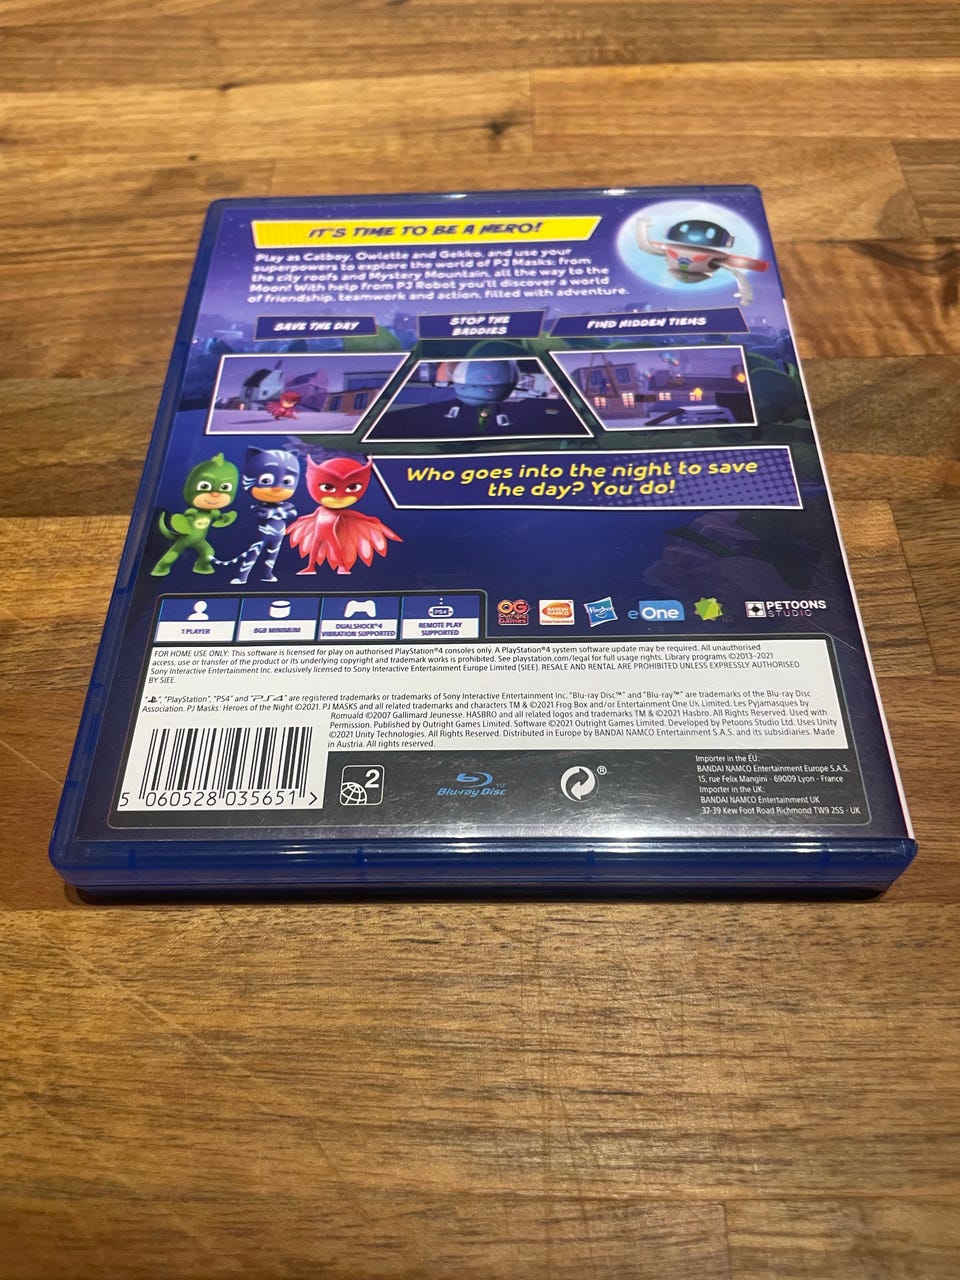 IT'S TIME TO BE A HERO!
Play as Catboy, Owlette and Gekko, and use your
superpowers to explore the world of PJ Masks: from
the city roofs and Mystery Mountain, all the way to the
Moon! With help from PJ Robot you'll discover a world
of friendship, teamwork and action, filled with adventure.
SAVE THE DAY
STOP THE
BADDIES
FIND HIDDEN TIEMS
Who goes into the night to save
the day? You do!
1 PLAYER
8GB MINIMUM
DUALSHOCK®4
VIBRATION SUPPORTED
PS4
REMOTE PLAY
SUPPORTED
OG
Outright
Games
BANDAI
NAMCO
Entertainment
Hasbro
eOne
PETOONS
STUDIO
FOR HOME USE ONLY: This software is licensed for play on authorised PlayStation®4 consoles only. A PlayStation®4 system software update may be required. All unauthorised
access, use or transfer of the product or its underlying copyright and trademark works is prohibited. See playstation.com/legal for full usage rights. Library programs ©2013-2021
Sony Interactive Entertainment Inc. exclusively licensed to Sony Interactive Entertainment Europe Limited (SIEE). RESALE AND RENTAL ARE PROHIBITED UNLESS EXPRESSLY AUTHORISED
BY SIEE.
" ", "PlayStation", "PS4" and "PS4" are registered trademarks or trademarks of Sony Interactive Entertainment Inc. "Blu-ray Disc™" and "Blu-ray™" are trademarks of the Blu-ray Disc
Association. PJ Masks: Heroes of the Night ©2021. PJ MASKS and all related logos and characters TM & ©2021 Frog Box and/or Entertainment One UK Limited. Les Pyjamasques by
Romuald ©2007 Gallimard Jeunesse. HASBRO and all related logos and trademarks TM & ©2021 Hasbro. All Rights Reserved. Used with
Permission. Published by Outright Games Limited. Software ©2021 Outright Games Limited. Developed by Petoons Studio Ltd. Uses Unity
©2021 Unity Technologies. All Rights Reserved. Distributed in Europe by BANDAI NAMCO Entertainment S.A.S. and its subsidiaries. Made
in Austria. All rights reserved.
5 060528 035651 >
2
Blu-ray Disc
®
Importer in the EU:
BANDAI NAMCO Entertainment Europe S.A.S.
15, rue Felix Mangini - 69009 Lyon - France
Importer in the UK:
BANDAI NAMCO Entertainment UK
37-39 Kew Foot Road Richmond TW9 2SS - UK